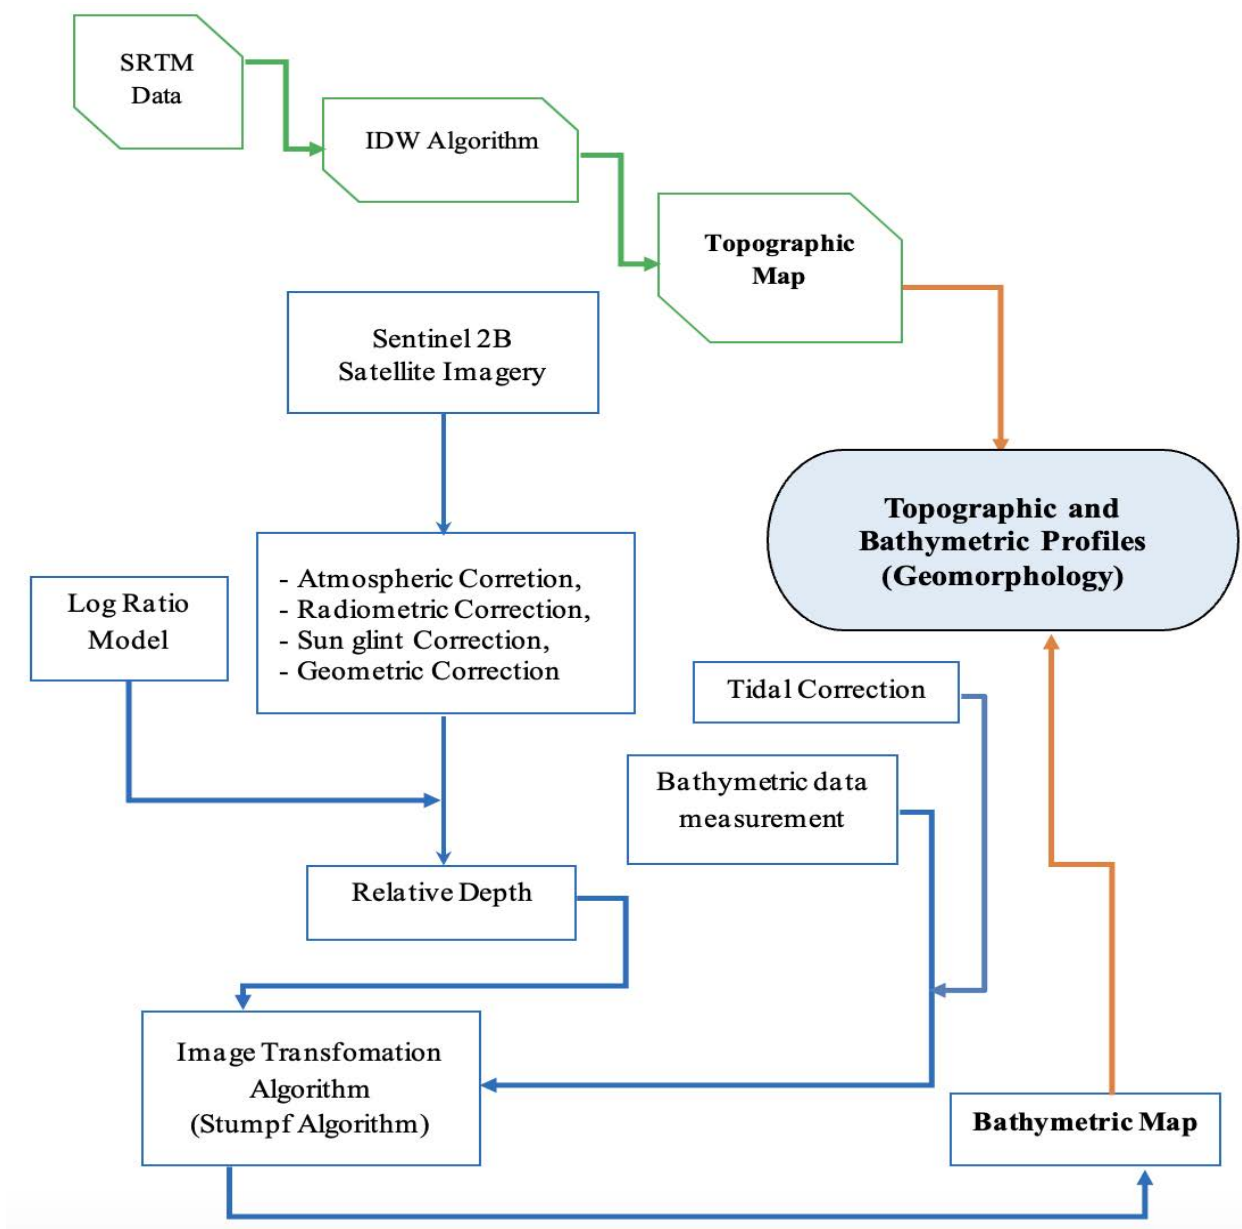 SRTM
Data
IDW Algorithm
Topographic
Map
Sentinel 2B
Satellite Imagery
Topographic and
Bathymetric Profiles
(Geomorphology)
- Atmospheric Corretion,
- Radiometric Correction,
- Sun glint Correction,
- Geometric Correction
Log Ratio
Model
Tidal Correction
Bathymetric data
measurement
Relative Depth
Image Transfomation
Algorithm
(Stumpf Algorithm)
Bathymetric Map